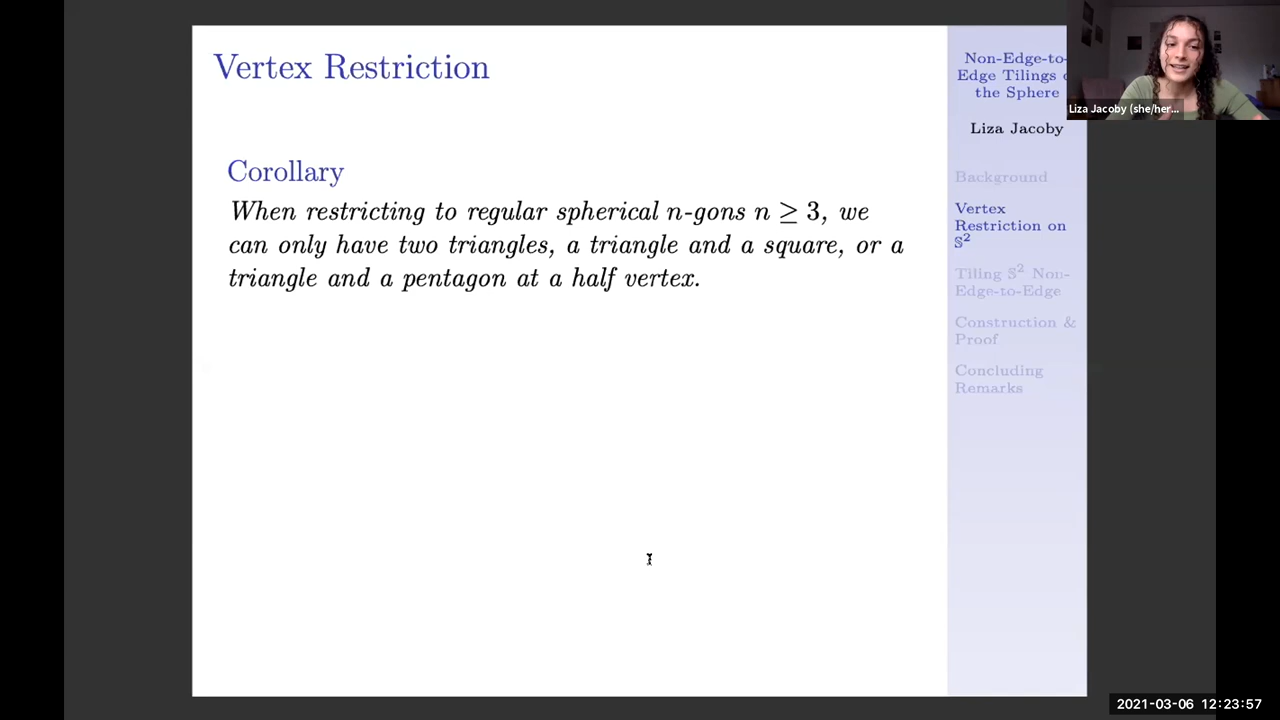 Vertex Restriction
Corollary
When restricting to regular spherical n-gons n ≥ 3, we
can only have two triangles, a triangle and a square, or a
triangle and a pentagon at a half vertex.
Non-Edge-to-
Edge Tilings
the Sphere
Liza Jacoby
Background
Vertex
Restriction on
𝕊²
Tiling 𝕊² Non-
Edge-to-Edge
Construction &
Proof
Concluding
Remarks
Liza Jacoby (she/her...
2021-03-06 12:23:57